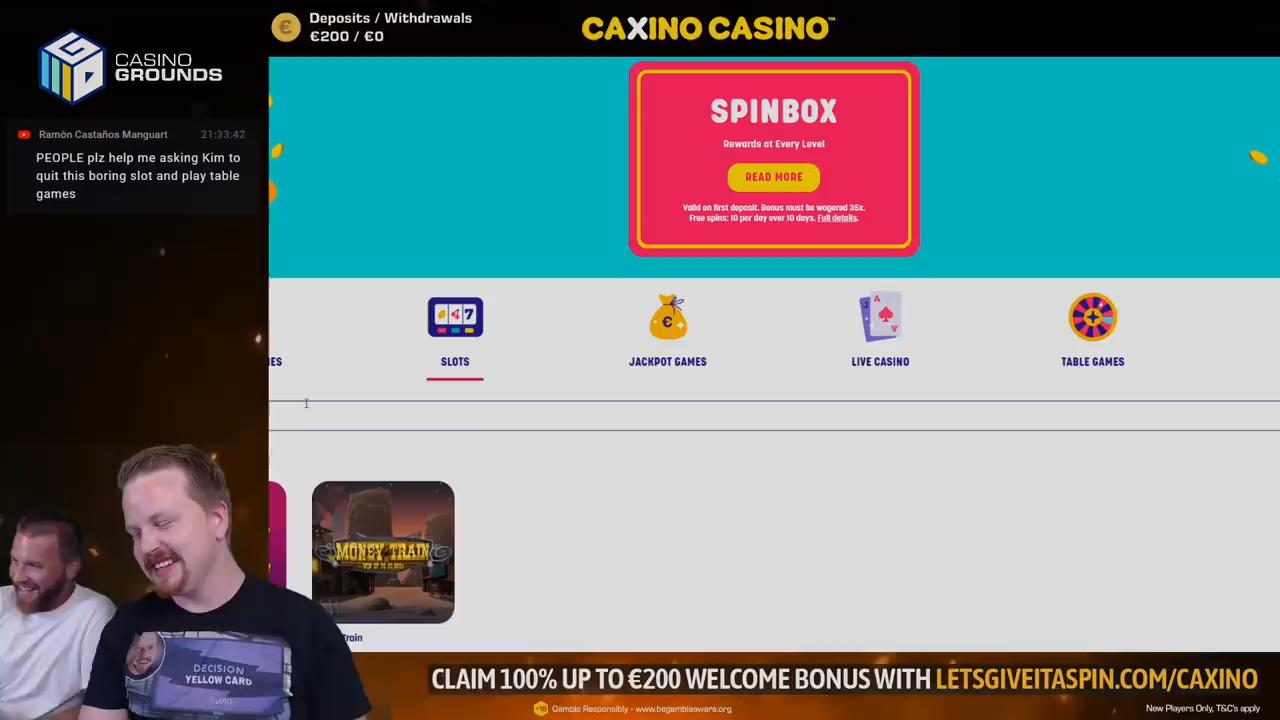 Deposits / Withdrawals
€200 / €0
CAXINO CASINO™
CASINO
GROUNDS
Ramón Castaños Manguart 21:33:42
PEOPLE plz help me asking Kim to
quit this boring slot and play table
games
SPINBOX
Rewards at Every Level
READ MORE
Valid on first deposit. Bonus must be wagered 35x.
Free spins: 10 per day over 10 days. Full details.
SLOTS
JACKPOT GAMES
LIVE CASINO
TABLE GAMES
MONEY TRAIN
Train
DECISION
YELLOW CARD
CLAIM 100% UP TO €200 WELCOME BONUS WITH LETSGIVEITASPIN.COM/CAXINO
+18 Gamble Responsibly - www.begambleaware.org
New Players Only, T&C's apply